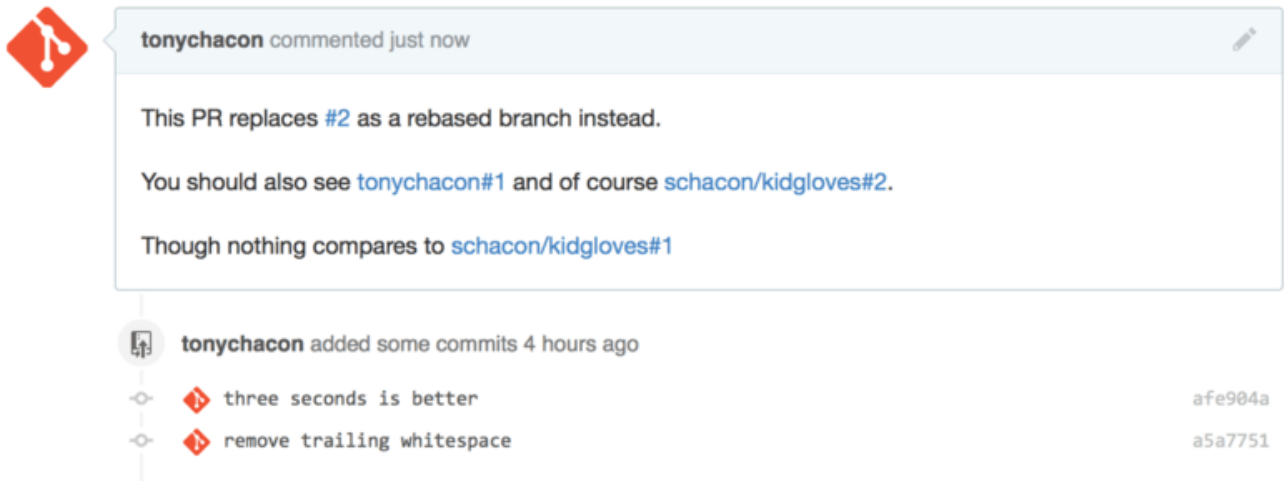 tonychacon commented just now
This PR replaces #2 as a rebased branch instead.
You should also see tonychacon#1 and of course schacon/kidgloves#2.
Though nothing compares to schacon/kidgloves#1
tonychacon added some commits 4 hours ago
three seconds is better afe904a
remove trailing whitespace a5a7751